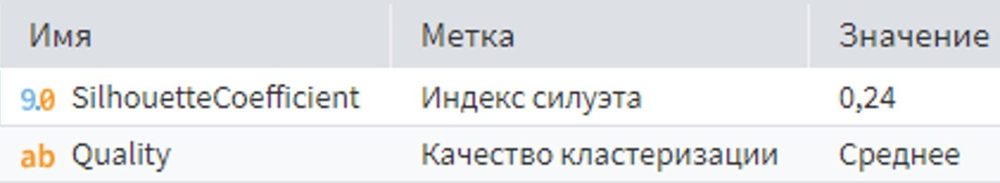 Имя Метка Значение
9.0 SilhouetteCoefficient Индекс силуэта 0,24
ab Quality Качество кластеризации Среднее